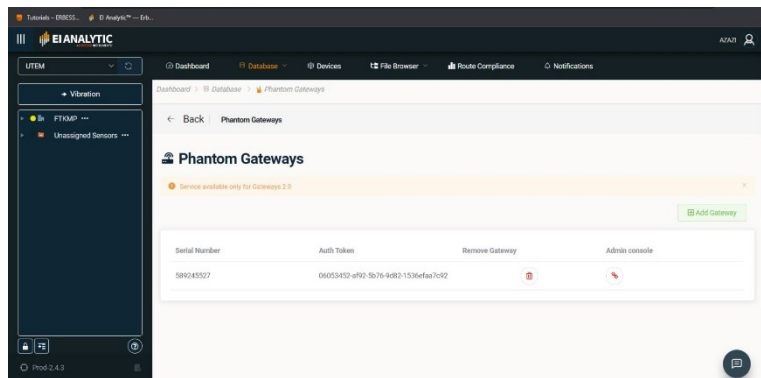 Tutorials – ERBESS...
EI Analytic™ — Erb...
EI ANALYTIC
AZAZI
UTEM
Dashboard
Database
Devices
File Browser
Route Compliance
Notifications
+ Vibration
Dashboard > Database > Phantom Gateways
FTKMP •••
Unassigned Sensors •••
← Back | Phantom Gateways
Phantom Gateways
Service available only for Gateways 2.0
Add Gateway
Serial Number Auth Token Remove Gateway Admin console
589245527 06053452-af92-5b76-9d82-1536efaa7c92
Prod-2.4.3